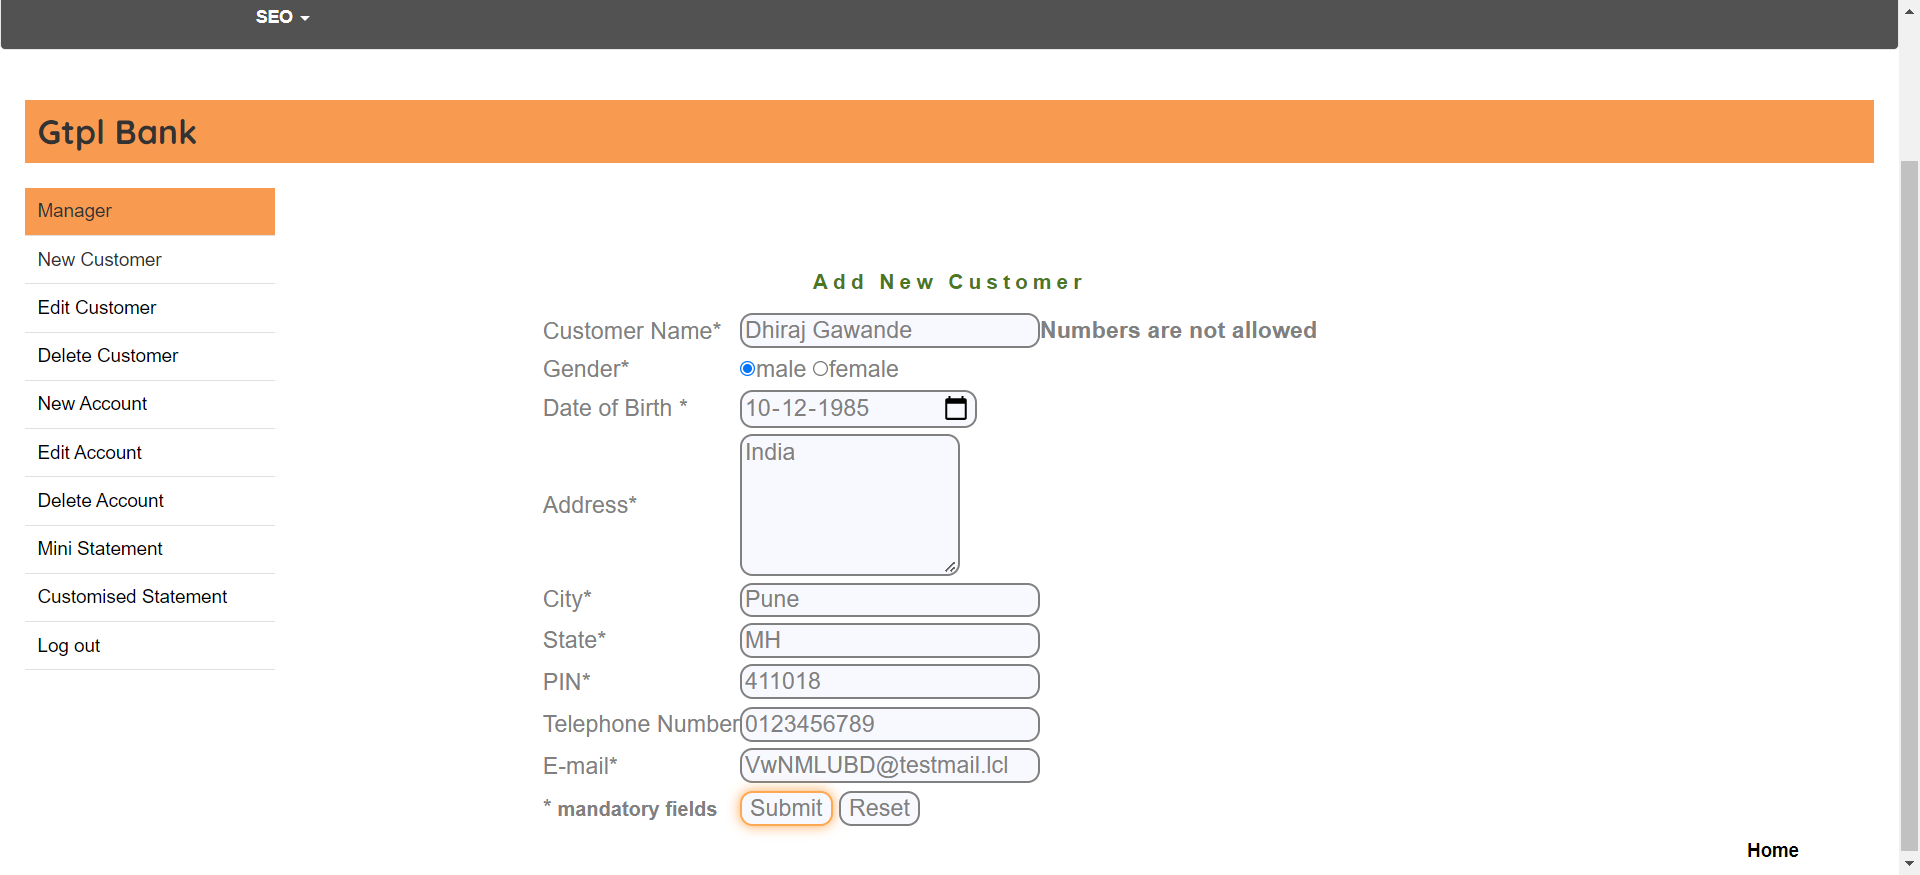 SEO
Gtpl Bank
Manager
New Customer
Edit Customer
Delete Customer
New Account
Edit Account
Delete Account
Mini Statement
Customised Statement
Log out
Add New Customer
Customer Name* Dhiraj Gawande Numbers are not allowed
Gender* male female
Date of Birth * 10-12-1985
Address* India
City* Pune
State* MH
PIN* 411018
Telephone Number 0123456789
E-mail* VwNMLUBD@testmail.lcl
* mandatory fields Submit Reset
Home